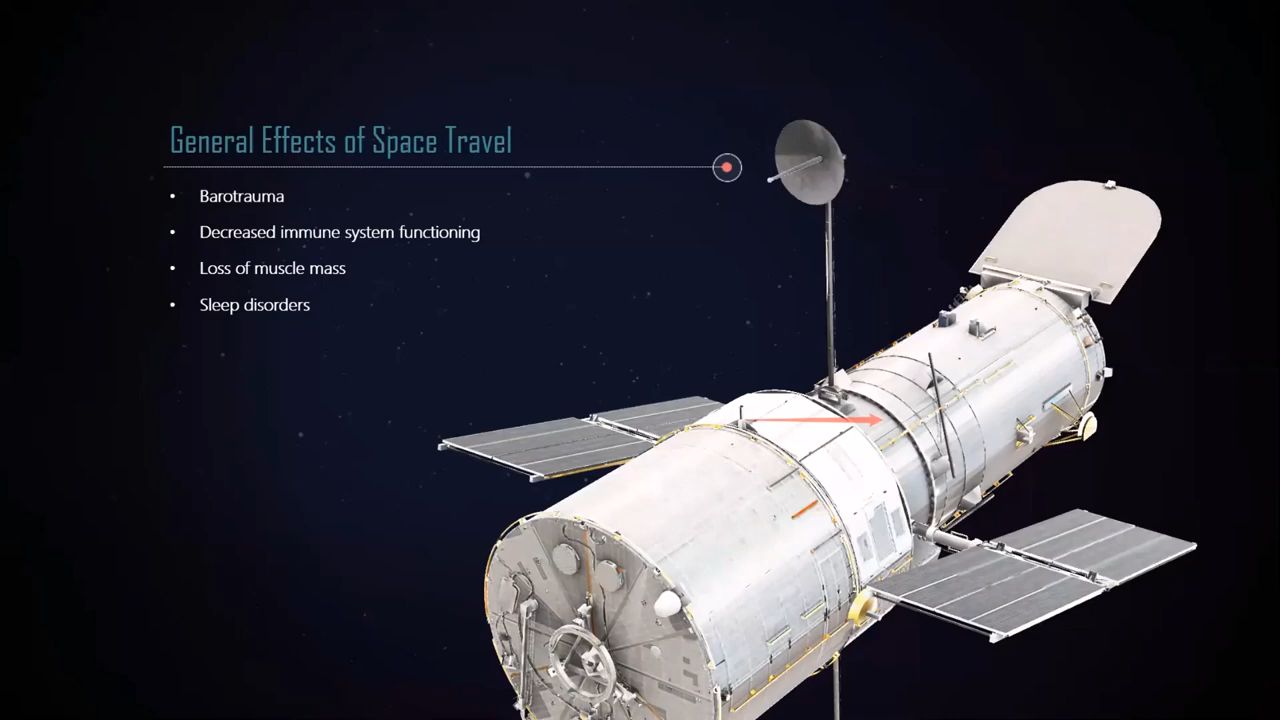 General Effects of Space Travel
• Barotrauma
• Decreased immune system functioning
• Loss of muscle mass
• Sleep disorders